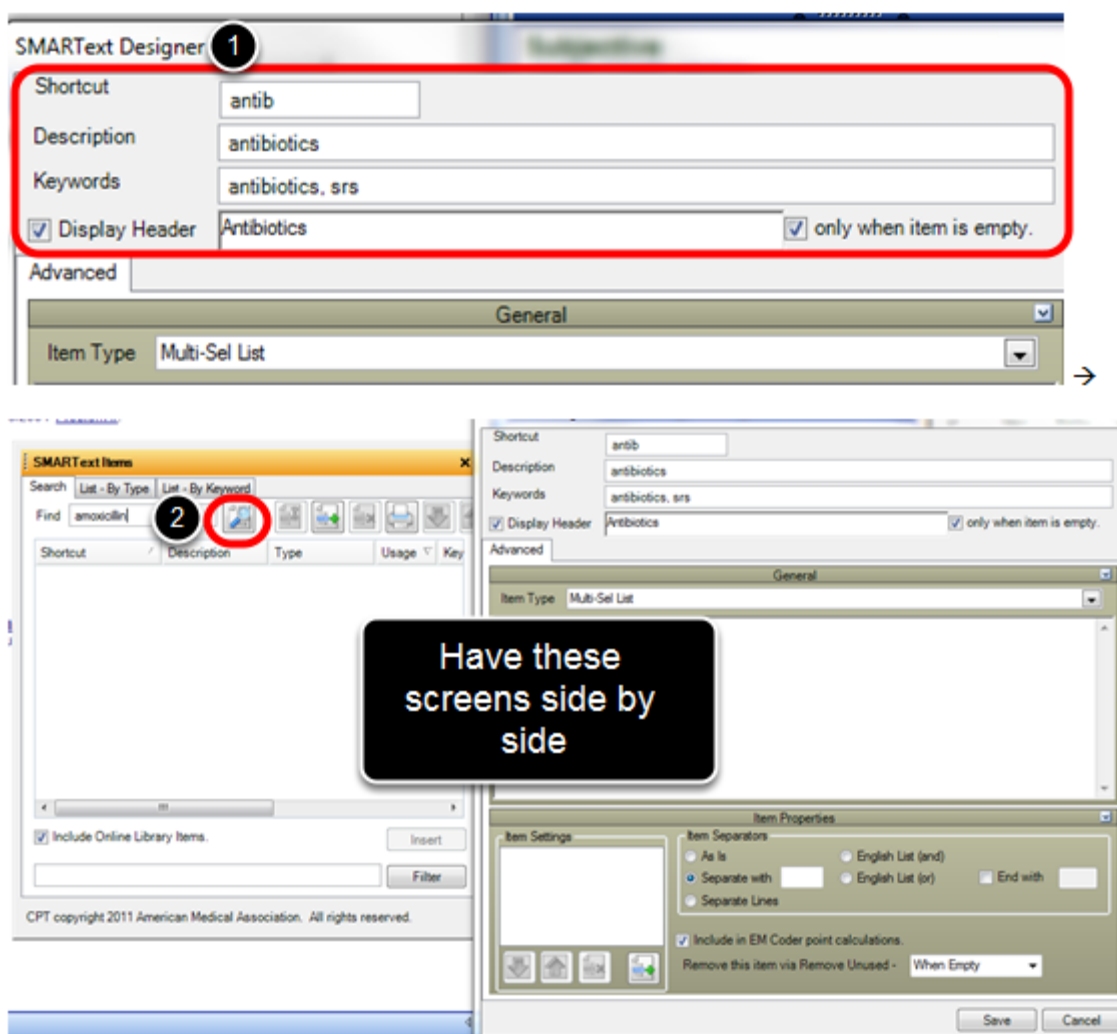 Subjective
SMARText Designer 1
Shortcut antib
Description antibiotics
Keywords antibiotics, srs
Display Header Antibiotics only when item is empty.
Advanced
General
Item Type Multi-Sel List
→
SMARText Items
Search List - By Type List - By Keyword
Find amoxicillin 2
Shortcut Description Type Usage Key
Include Online Library Items. Insert
Filter
CPT copyright 2011 American Medical Association. All rights reserved.
Shortcut antib
Description antibiotics
Keywords antibiotics, srs
Display Header Antibiotics only when item is empty.
Advanced
General
Item Type Multi-Sel List
Have these
screens side by
side
Item Properties
Item Settings
Item Separators
As Is English List (and)
Separate with English List (or) End with
Separate Lines
Include in EM Coder point calculations.
Remove this item via Remove Unused - When Empty
Save Cancel